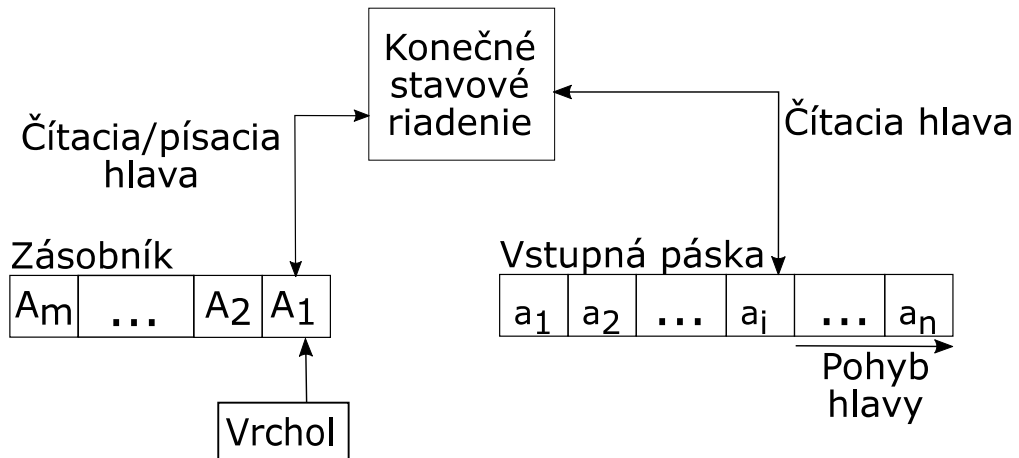 Konečné
stavové
riadenie
Čítacia/písacia
hlava
Čítacia hlava
Zásobník
Am ... A2 A1
Vrchol
Vstupná páska
a1 a2 ... ai ... an
Pohyb
hlavy